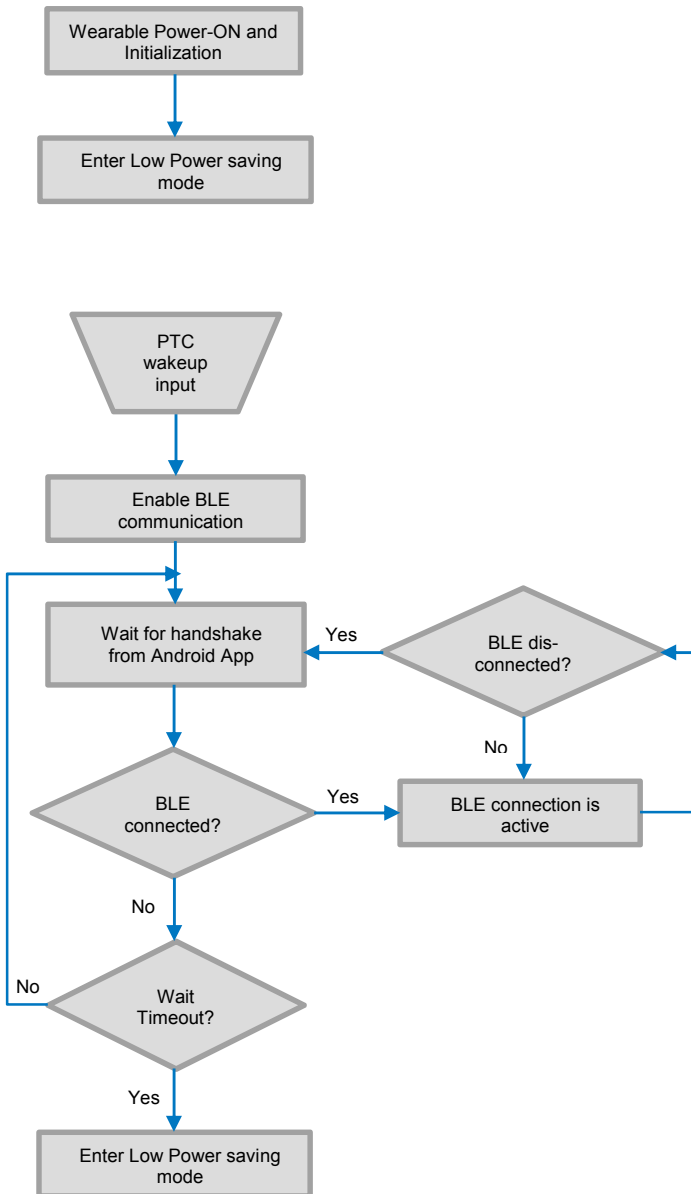 Wearable Power-ON and
Initialization
Enter Low Power saving
mode
PTC
wakeup
input
Enable BLE
communication
Wait for handshake
from Android App
Yes
BLE dis-
connected?
No
BLE
connected?
Yes
BLE connection is
active
No
No
Wait
Timeout?
Yes
Enter Low Power saving
mode